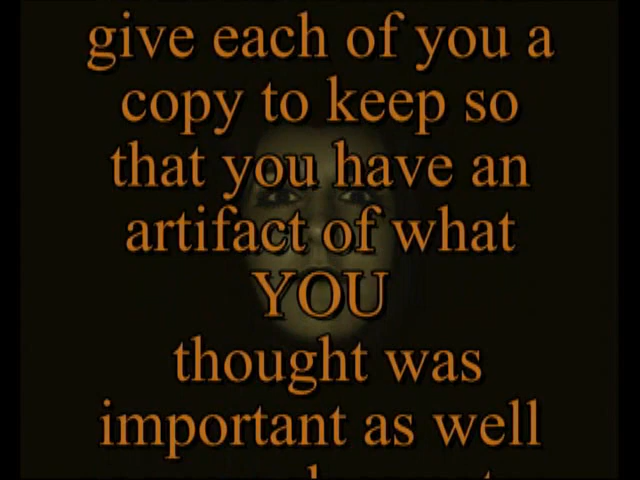 give each of you a
copy to keep so
that you have an
artifact of what
YOU
thought was
important as well